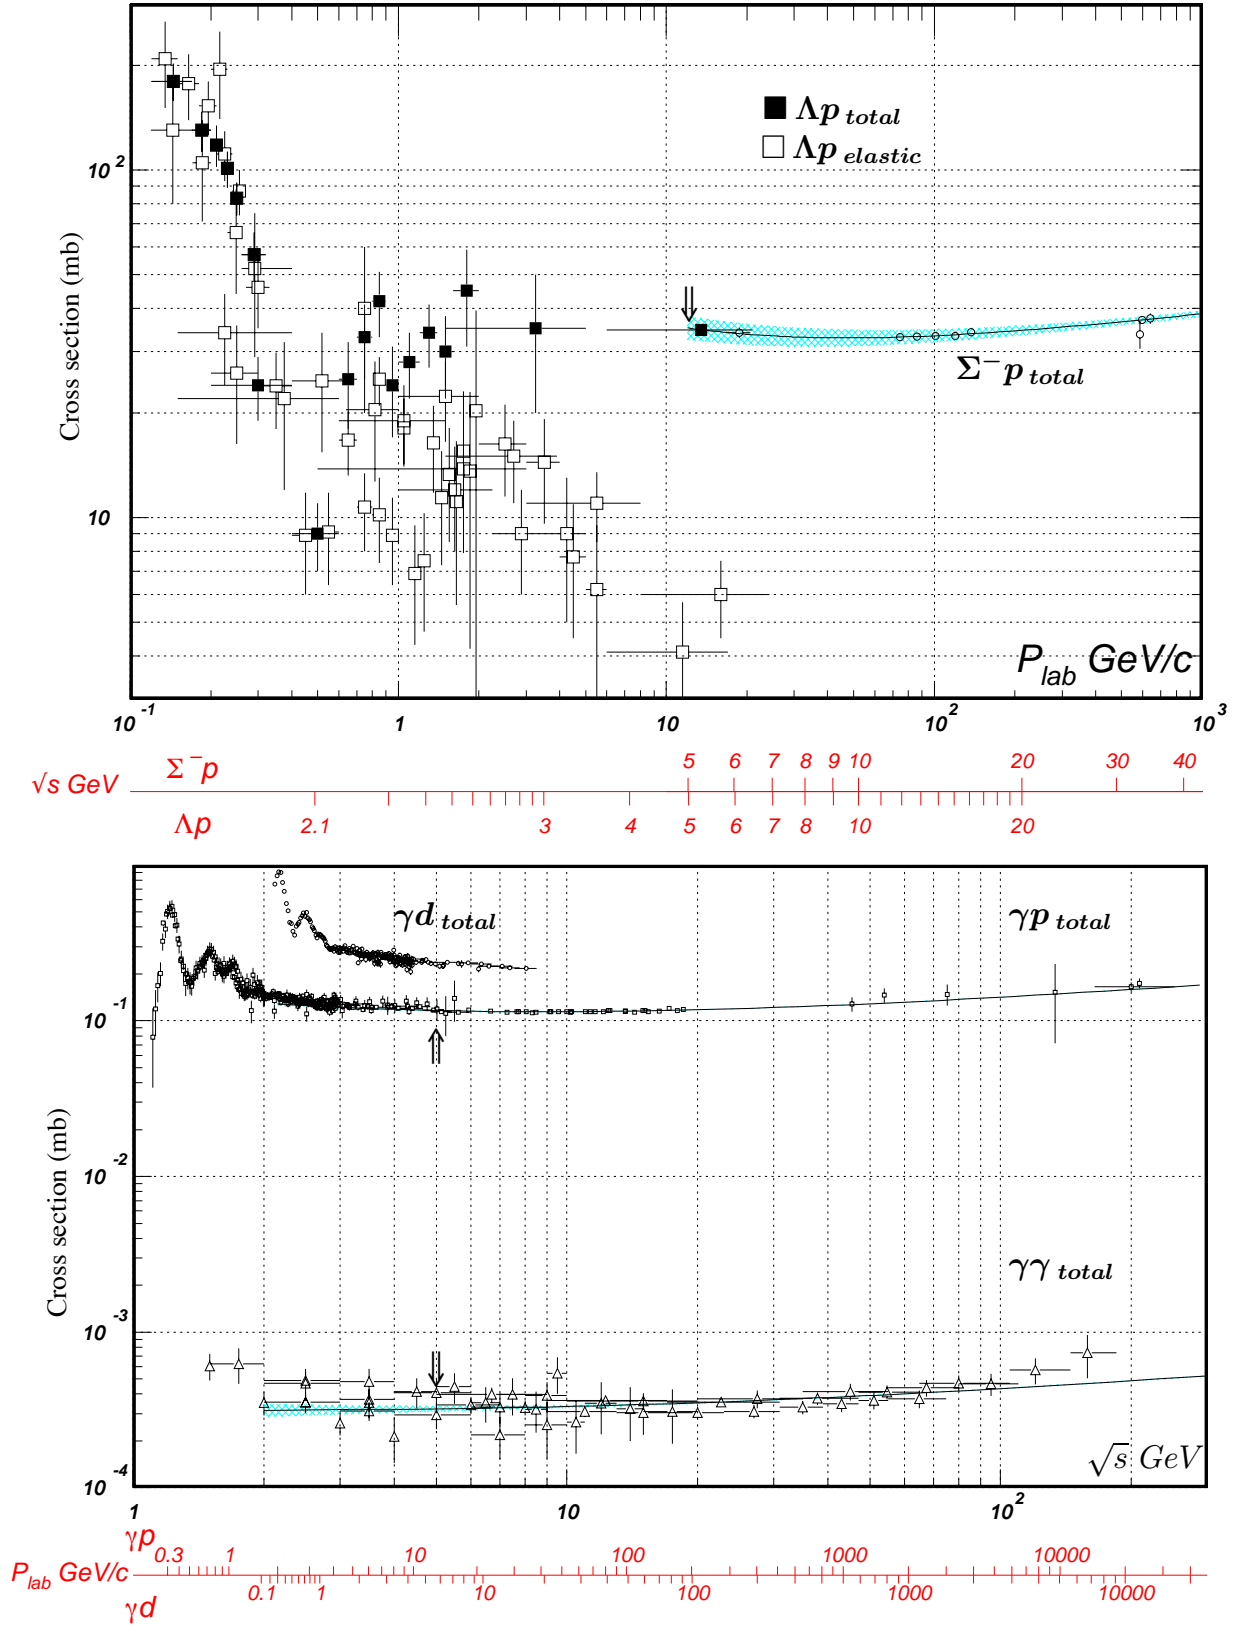 Λp total
Λp elastic
10²
Cross section (mb)
Σ⁻p total
10
P_lab GeV/c
10⁻¹ 1 10 10² 10³
Σ⁻p 5 6 7 8 9 10 20 30 40
√s GeV
Λp 2.1 3 4 5 6 7 8 10 20
γd total γp total
10⁻¹
Cross section (mb)
10⁻²
γγ total
10⁻³
√s GeV
10⁻⁴
1 10 10²
γp 0.3 1 10 100 1000 10000
P_lab GeV/c
γd 0.1 1 10 100 1000 10000